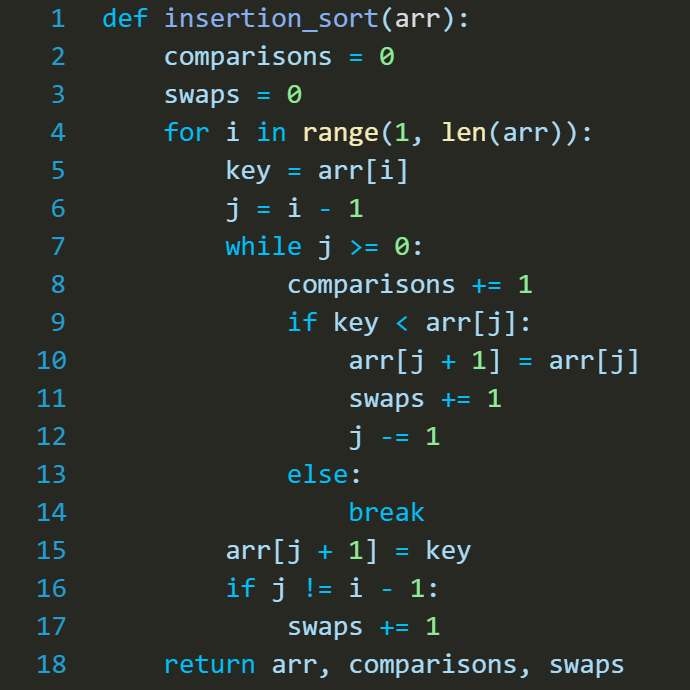 1 def insertion_sort(arr):
2     comparisons = 0
3     swaps = 0
4     for i in range(1, len(arr)):
5         key = arr[i]
6         j = i - 1
7         while j >= 0:
8             comparisons += 1
9             if key < arr[j]:
10                 arr[j + 1] = arr[j]
11                 swaps += 1
12                 j -= 1
13             else:
14                 break
15         arr[j + 1] = key
16         if j != i - 1:
17             swaps += 1
18     return arr, comparisons, swaps